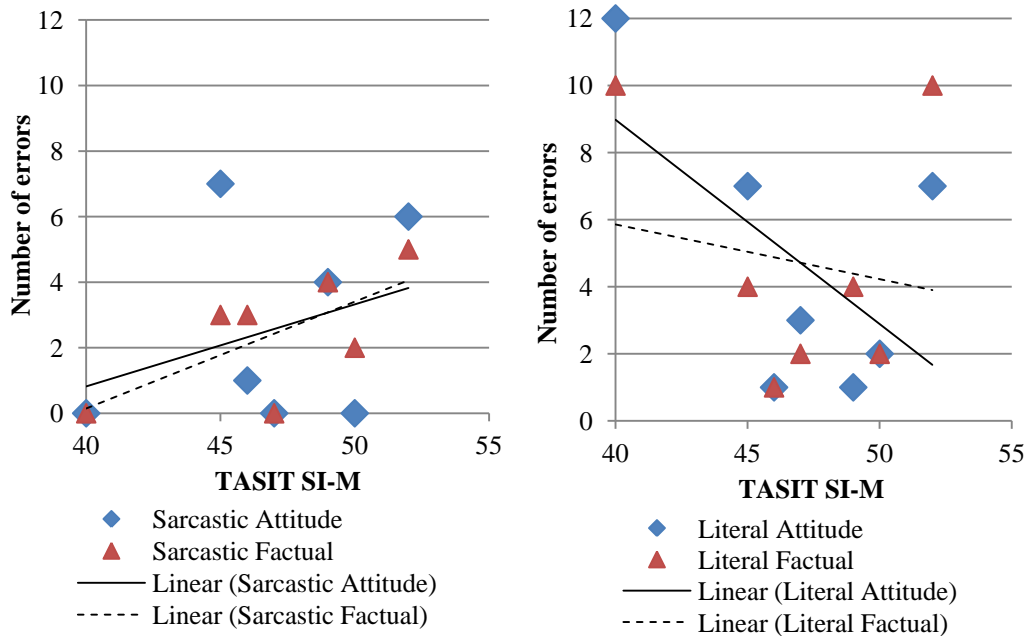 12
10
8
6
4
2
0
Number of errors
40
45
50
55
TASIT SI-M
Sarcastic Attitude
Sarcastic Factual
Linear (Sarcastic Attitude)
Linear (Sarcastic Factual)
12
10
8
6
4
2
0
Number of errors
40
45
50
55
TASIT SI-M
Literal Attitude
Literal Factual
Linear (Literal Attitude)
Linear (Literal Factual)